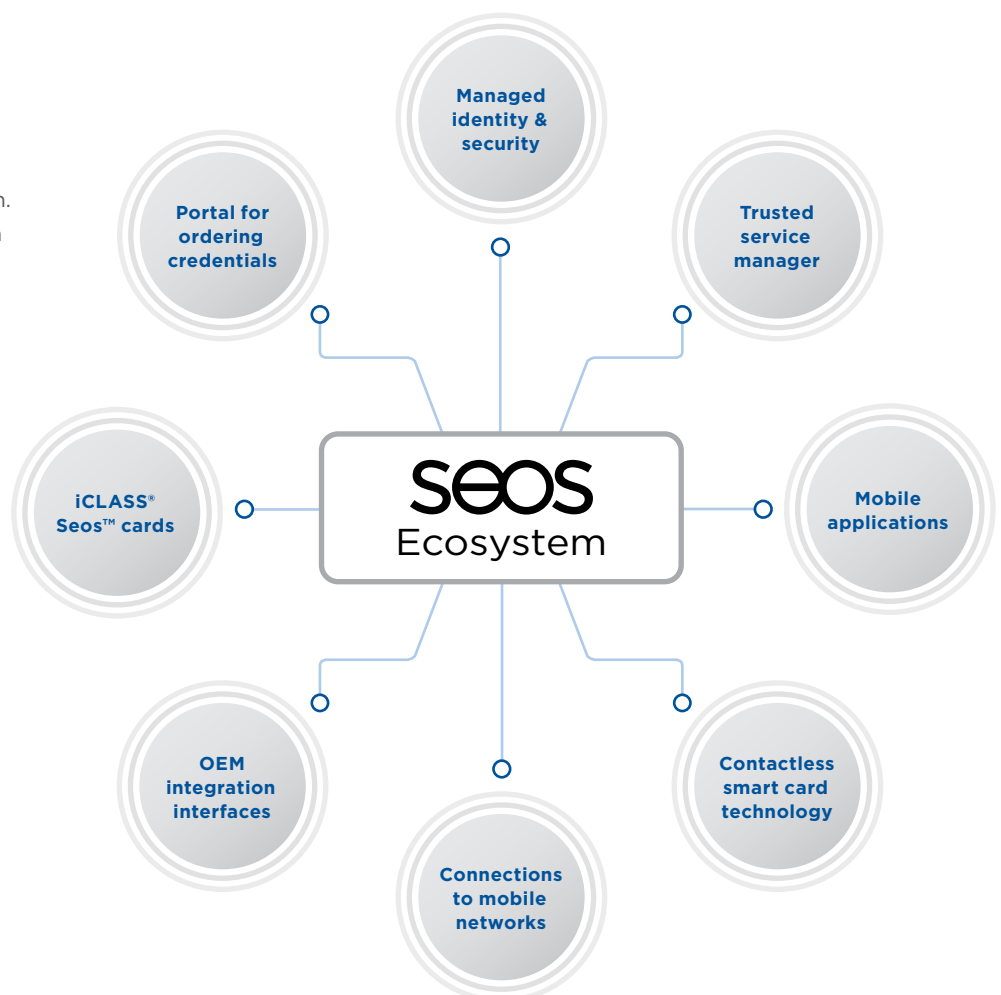 Managed
identity &
security
Portal for
ordering
credentials
Trusted
service
manager
iCLASS®
Seos™ cards
seos
Ecosystem
Mobile
applications
OEM
integration
interfaces
Contactless
smart card
technology
Connections
to mobile
networks